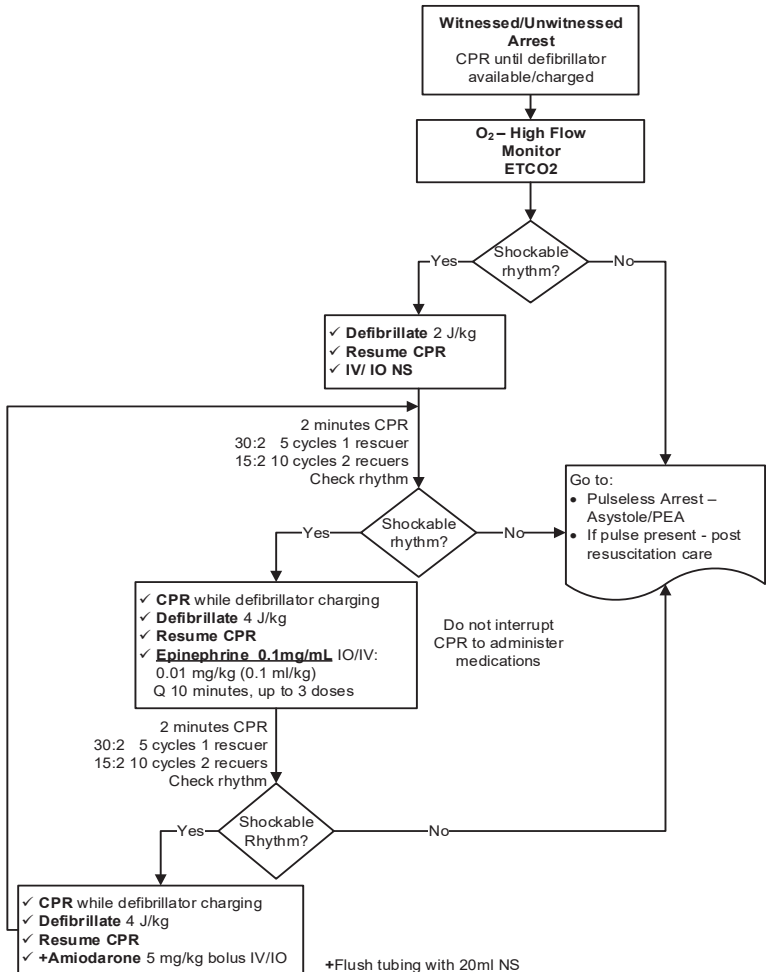 Witnessed/Unwitnessed
Arrest
CPR until defibrillator
available/charged
O₂ – High Flow
Monitor
ETCO2
Shockable
rhythm?
Yes
No
✓ Defibrillate 2 J/kg
✓ Resume CPR
✓ IV/ IO NS
2 minutes CPR
30:2 5 cycles 1 rescuer
15:2 10 cycles 2 recuers
Check rhythm
Shockable
rhythm?
Yes
No
Go to:
• Pulseless Arrest –
Asystole/PEA
• If pulse present - post
resuscitation care
✓ CPR while defibrillator charging
✓ Defibrillate 4 J/kg
✓ Resume CPR
✓ Epinephrine 0.1mg/mL IO/IV:
0.01 mg/kg (0.1 ml/kg)
Q 10 minutes, up to 3 doses
Do not interrupt
CPR to administer
medications
2 minutes CPR
30:2 5 cycles 1 rescuer
15:2 10 cycles 2 recuers
Check rhythm
Shockable
Rhythm?
Yes
No
✓ CPR while defibrillator charging
✓ Defibrillate 4 J/kg
✓ Resume CPR
✓ +Amiodarone 5 mg/kg bolus IV/IO
+Flush tubing with 20ml NS